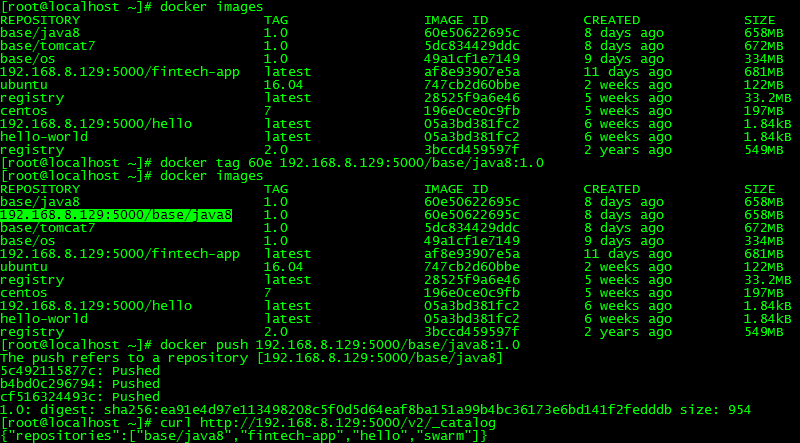 [root@localhost ~]# docker images
REPOSITORY TAG IMAGE ID CREATED SIZE
base/java8 1.0 60e50622695c 8 days ago 658MB
base/tomcat7 1.0 5dc834429ddc 8 days ago 672MB
base/os 1.0 49a1cf1e7149 9 days ago 334MB
192.168.8.129:5000/fintech-app latest af8e93907e5a 11 days ago 681MB
ubuntu 16.04 747cb2d60bbe 2 weeks ago 122MB
registry latest 28525f9a6e46 5 weeks ago 33.2MB
centos 7 196e0ce0c9fb 5 weeks ago 197MB
192.168.8.129:5000/hello latest 05a3bd381fc2 6 weeks ago 1.84kB
hello-world latest 05a3bd381fc2 6 weeks ago 1.84kB
registry 2.0 3bccd459597f 2 years ago 549MB
[root@localhost ~]# docker tag 60e 192.168.8.129:5000/base/java8:1.0
[root@localhost ~]# docker images
REPOSITORY TAG IMAGE ID CREATED SIZE
base/java8 1.0 60e50622695c 8 days ago 658MB
192.168.8.129:5000/base/java8 1.0 60e50622695c 8 days ago 658MB
base/tomcat7 1.0 5dc834429ddc 8 days ago 672MB
base/os 1.0 49a1cf1e7149 9 days ago 334MB
192.168.8.129:5000/fintech-app latest af8e93907e5a 11 days ago 681MB
ubuntu 16.04 747cb2d60bbe 2 weeks ago 122MB
registry latest 28525f9a6e46 5 weeks ago 33.2MB
centos 7 196e0ce0c9fb 5 weeks ago 197MB
192.168.8.129:5000/hello latest 05a3bd381fc2 6 weeks ago 1.84kB
hello-world latest 05a3bd381fc2 6 weeks ago 1.84kB
registry 2.0 3bccd459597f 2 years ago 549MB
[root@localhost ~]# docker push 192.168.8.129:5000/base/java8:1.0
The push refers to a repository [192.168.8.129:5000/base/java8]
5c492115877c: Pushed
b4bd0c296794: Pushed
cf516324493c: Pushed
1.0: digest: sha256:ea91e4d97e113498208c5f0d5d64eaf8ba151a99b4bc36173e6bd141f2fedddb size: 954
[root@localhost ~]# curl http://192.168.8.129:5000/v2/_catalog
{"repositories":["base/java8","fintech-app","hello","swarm"]}